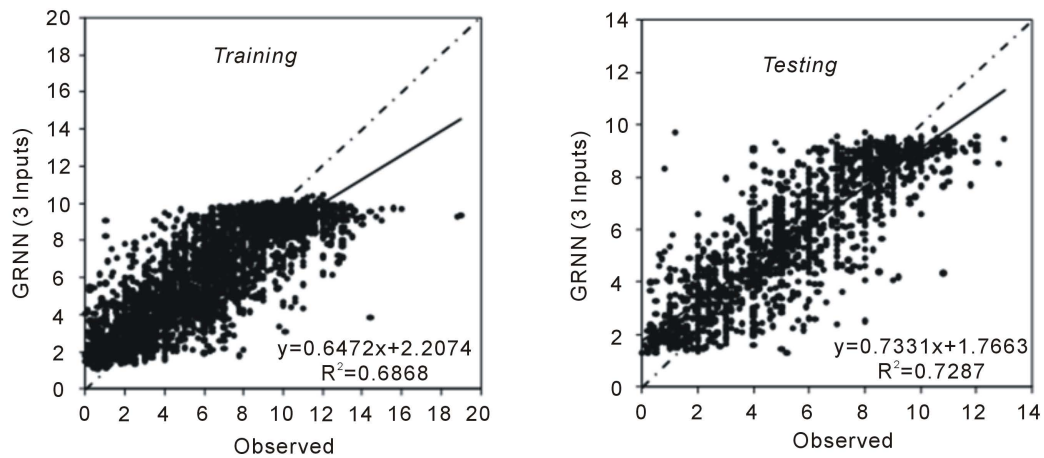 20
18
16
14
12
10
8
6
4
2
0
GRNN (3 Inputs)
Training
y=0.6472x+2.2074
R²=0.6868
0 2 4 6 8 10 12 14 16 18 20
Observed
14
12
10
8
6
4
2
0
GRNN (3 Inputs)
Testing
y=0.7331x+1.7663
R²=0.7287
0 2 4 6 8 10 12 14
Observed